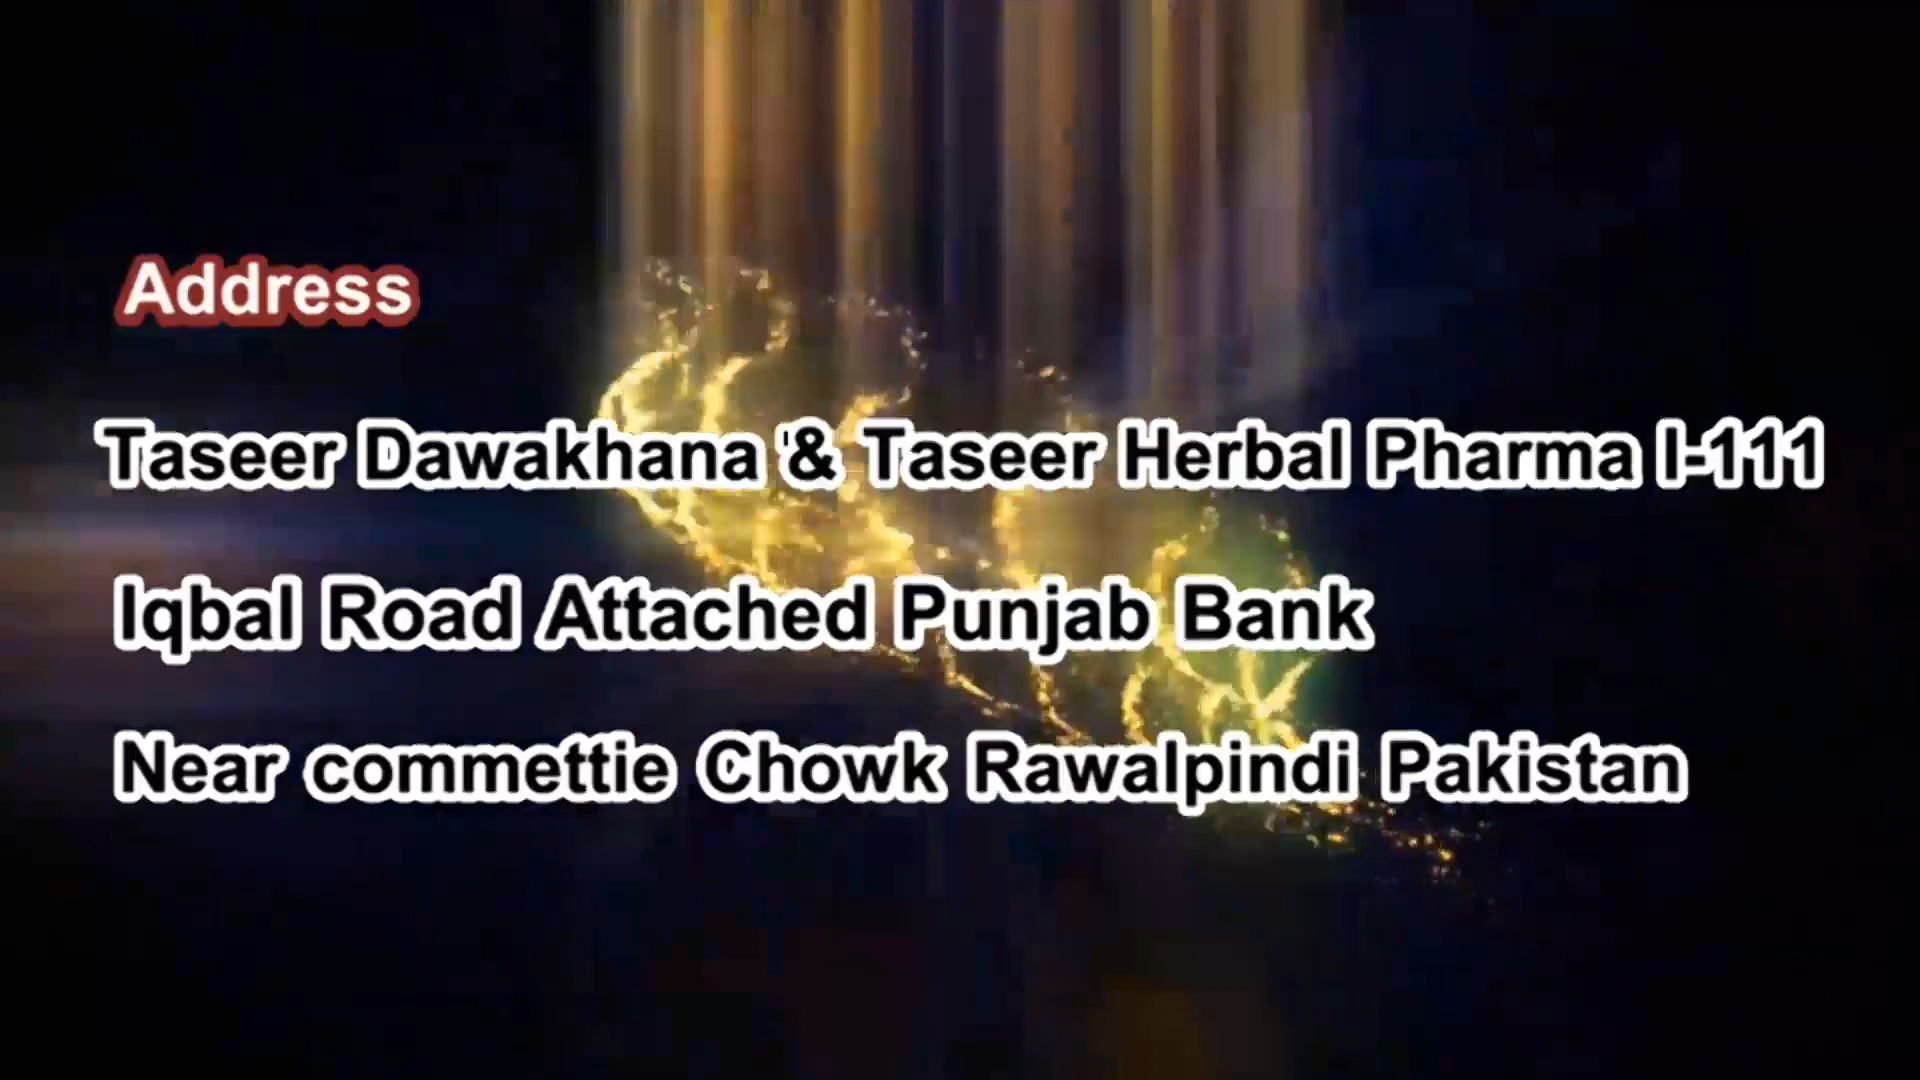 Address
Taseer Dawakhana & Taseer Herbal Pharma I-111
Iqbal Road Attached Punjab Bank
Near commettie Chowk Rawalpindi Pakistan